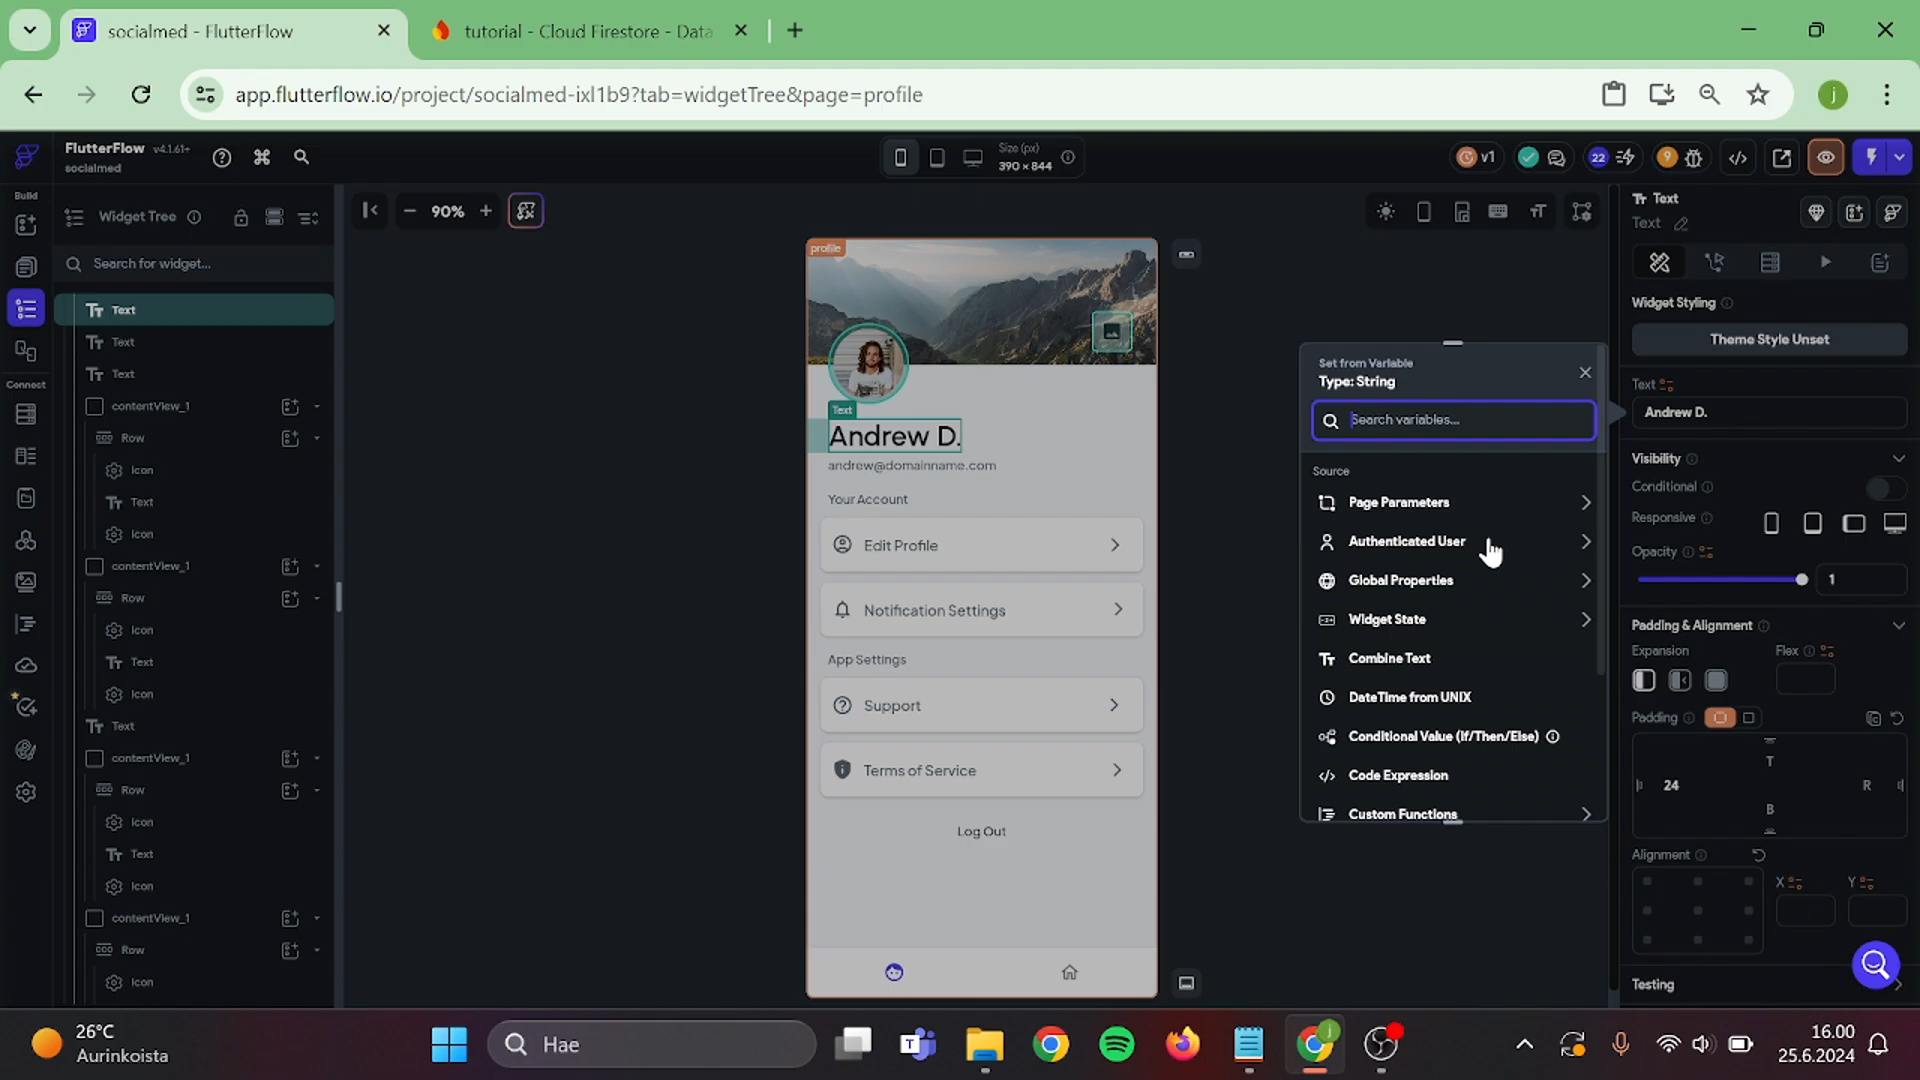 socialmed - FlutterFlow
tutorial - Cloud Firestore - Data
app.flutterflow.io/project/socialmed-ixl1b9?tab=widgetTree&page=profile
j
FlutterFlow v4.1.61+
socialmed
Size (px)
390 × 844
v1
22
9
Build
Connect
Widget Tree
Search for widget...
Text
Text
Text
contentView_1
Row
Icon
Text
Icon
contentView_1
Row
Icon
Text
Icon
Text
contentView_1
Row
Icon
Text
Icon
contentView_1
Row
Icon
90%
profile
Text
Andrew D.
andrew@domainname.com
Your Account
Edit Profile
Notification Settings
App Settings
Support
Terms of Service
Log Out
Set from Variable
Type: String
Search variables...
Source
Page Parameters
Authenticated User
Global Properties
Widget State
Combine Text
DateTime from UNIX
Conditional Value (If/Then/Else)
Code Expression
Custom Functions
Text
Text
Widget Styling
Theme Style Unset
Text
Andrew D.
Visibility
Conditional
Responsive
Opacity
1
Padding & Alignment
Expansion
Flex
Padding
T
24
R
B
Alignment
X
Y
Testing
26°C
Aurinkoista
Hae
j
16.00
25.6.2024